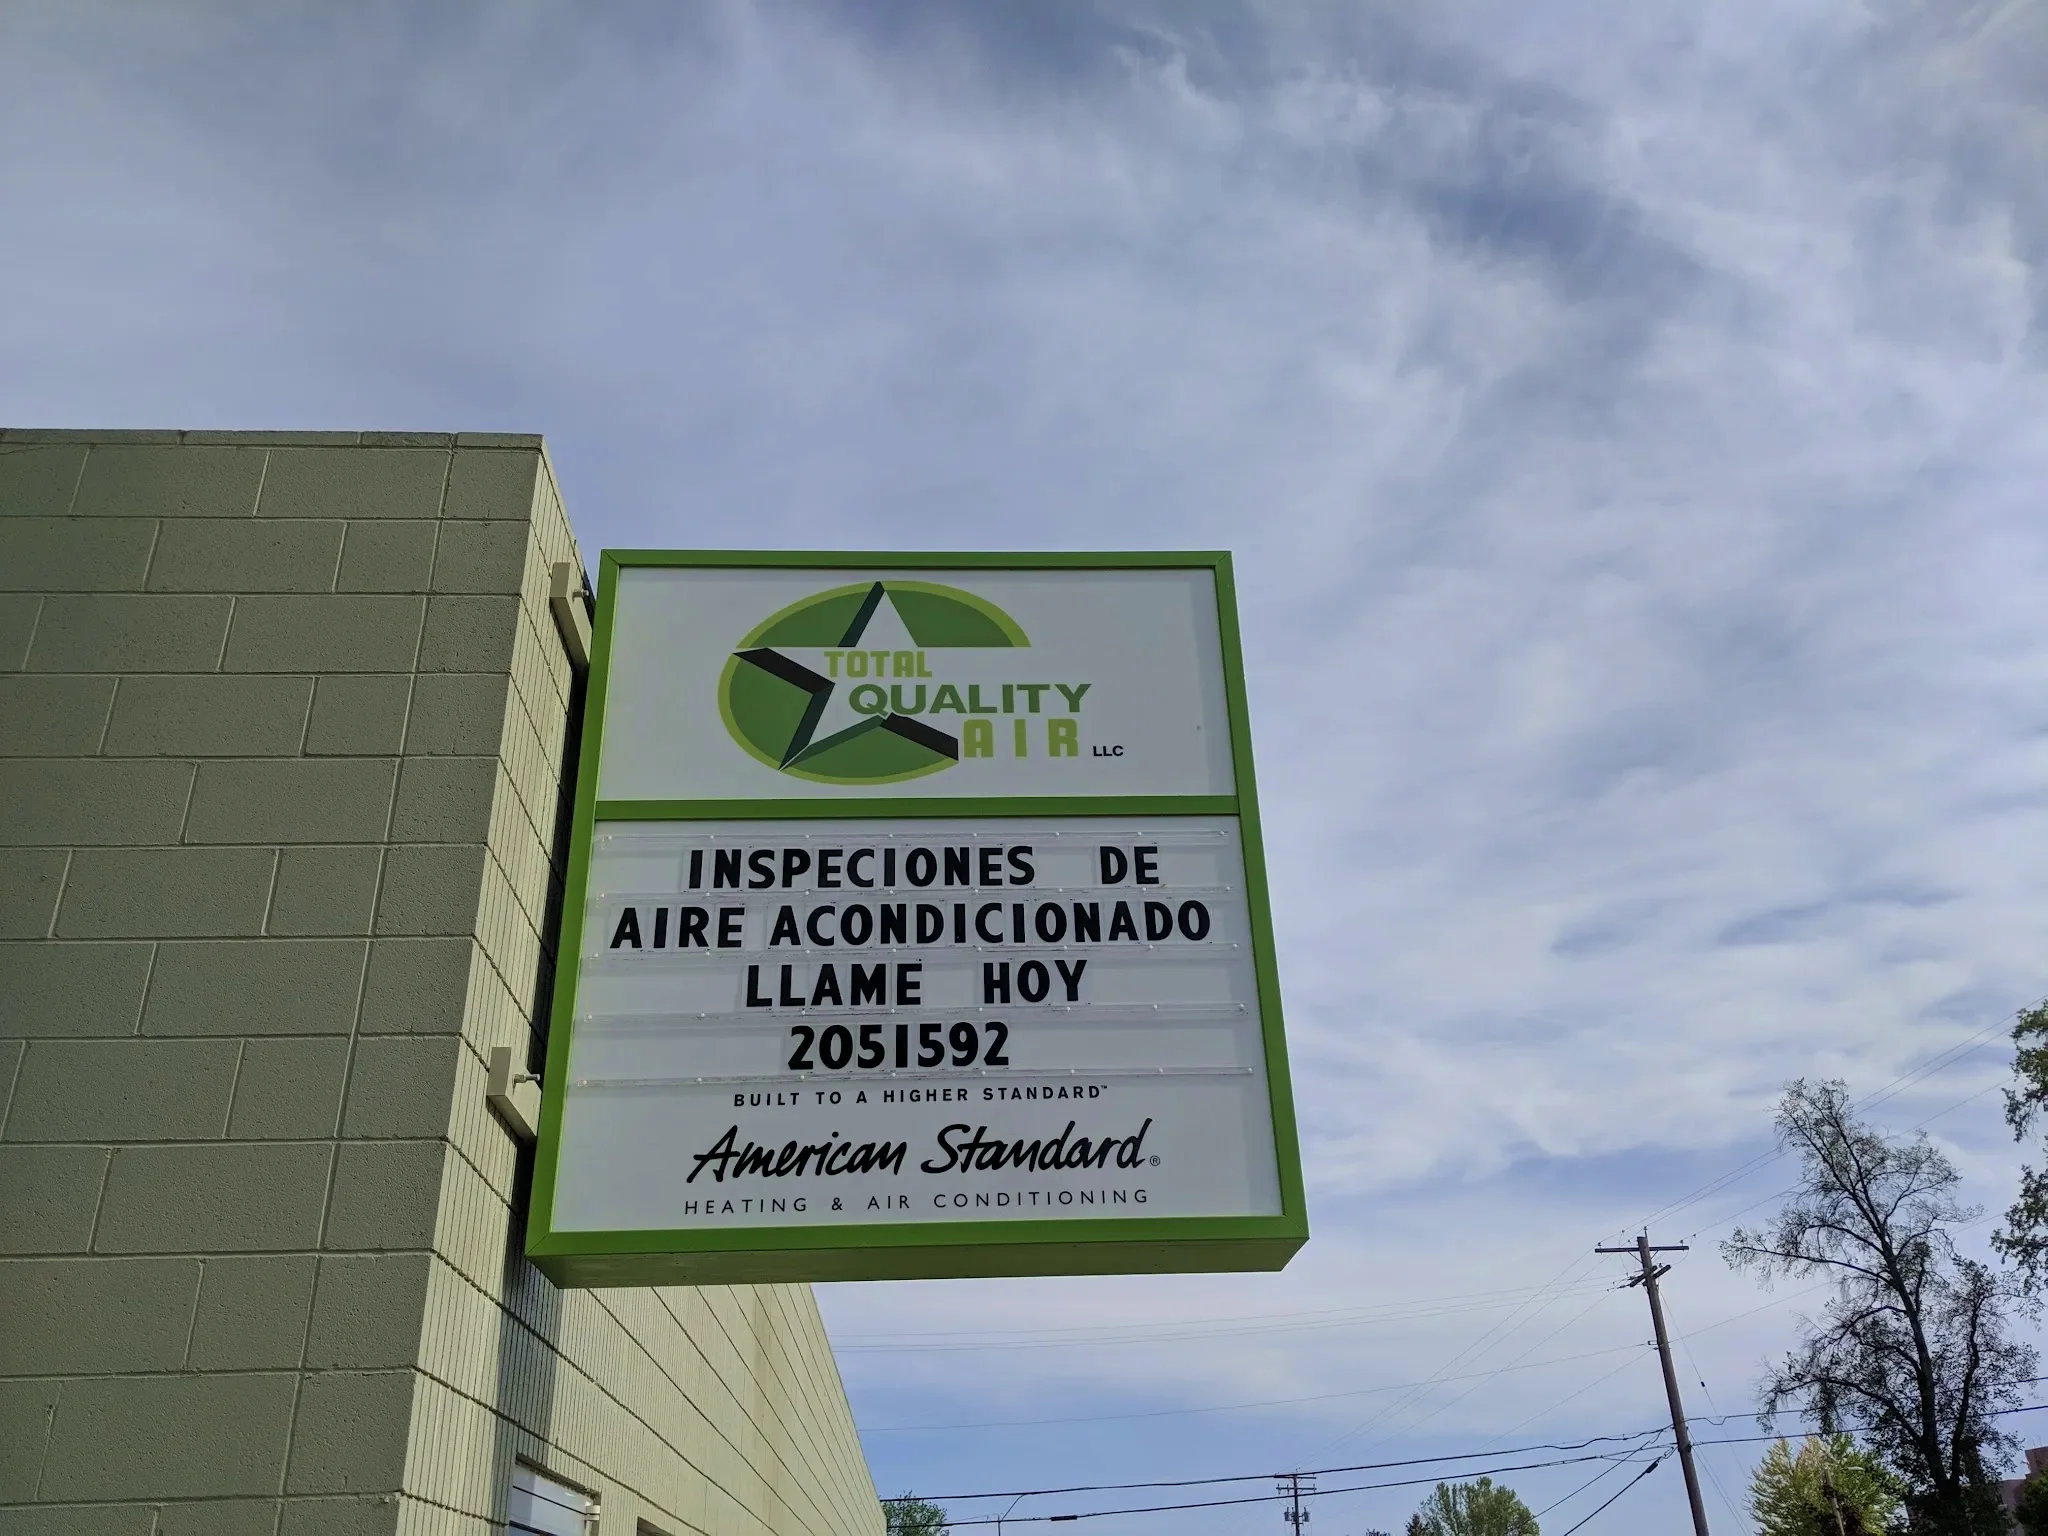 TOTAL
QUALITY
AIR LLC
INSPECIONES DE
AIRE ACONDICIONADO
LLAME HOY
2051592
BUILT TO A HIGHER STANDARD™
American Standard®
HEATING & AIR CONDITIONING